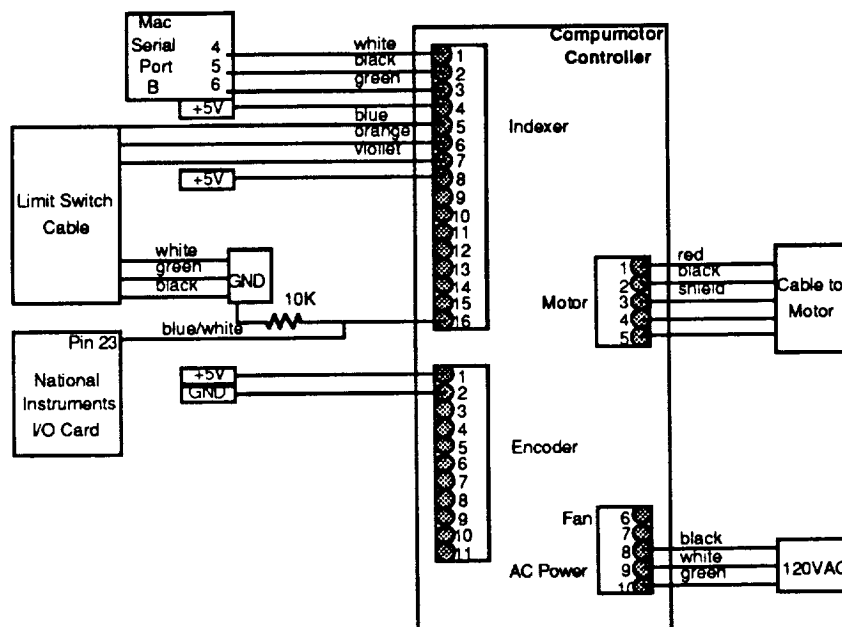 Mac
Serial
Port
B
4
5
6
white
black
green
+5V
blue
orange
viollet
+5V
Limit Switch
Cable
white
green
black
GND
10K
blue/white
Pin 23
National
Instruments
I/O Card
+5V
GND
Compumotor
Controller
1
2
3
4
5
6
7
8
9
10
11
12
13
14
15
16
Indexer
1
2
3
4
5
6
7
8
9
10
11
Encoder
Motor
1
2
3
4
5
red
black
shield
Cable to
Motor
Fan
AC Power
6
7
8
9
10
black
white
green
120VAC